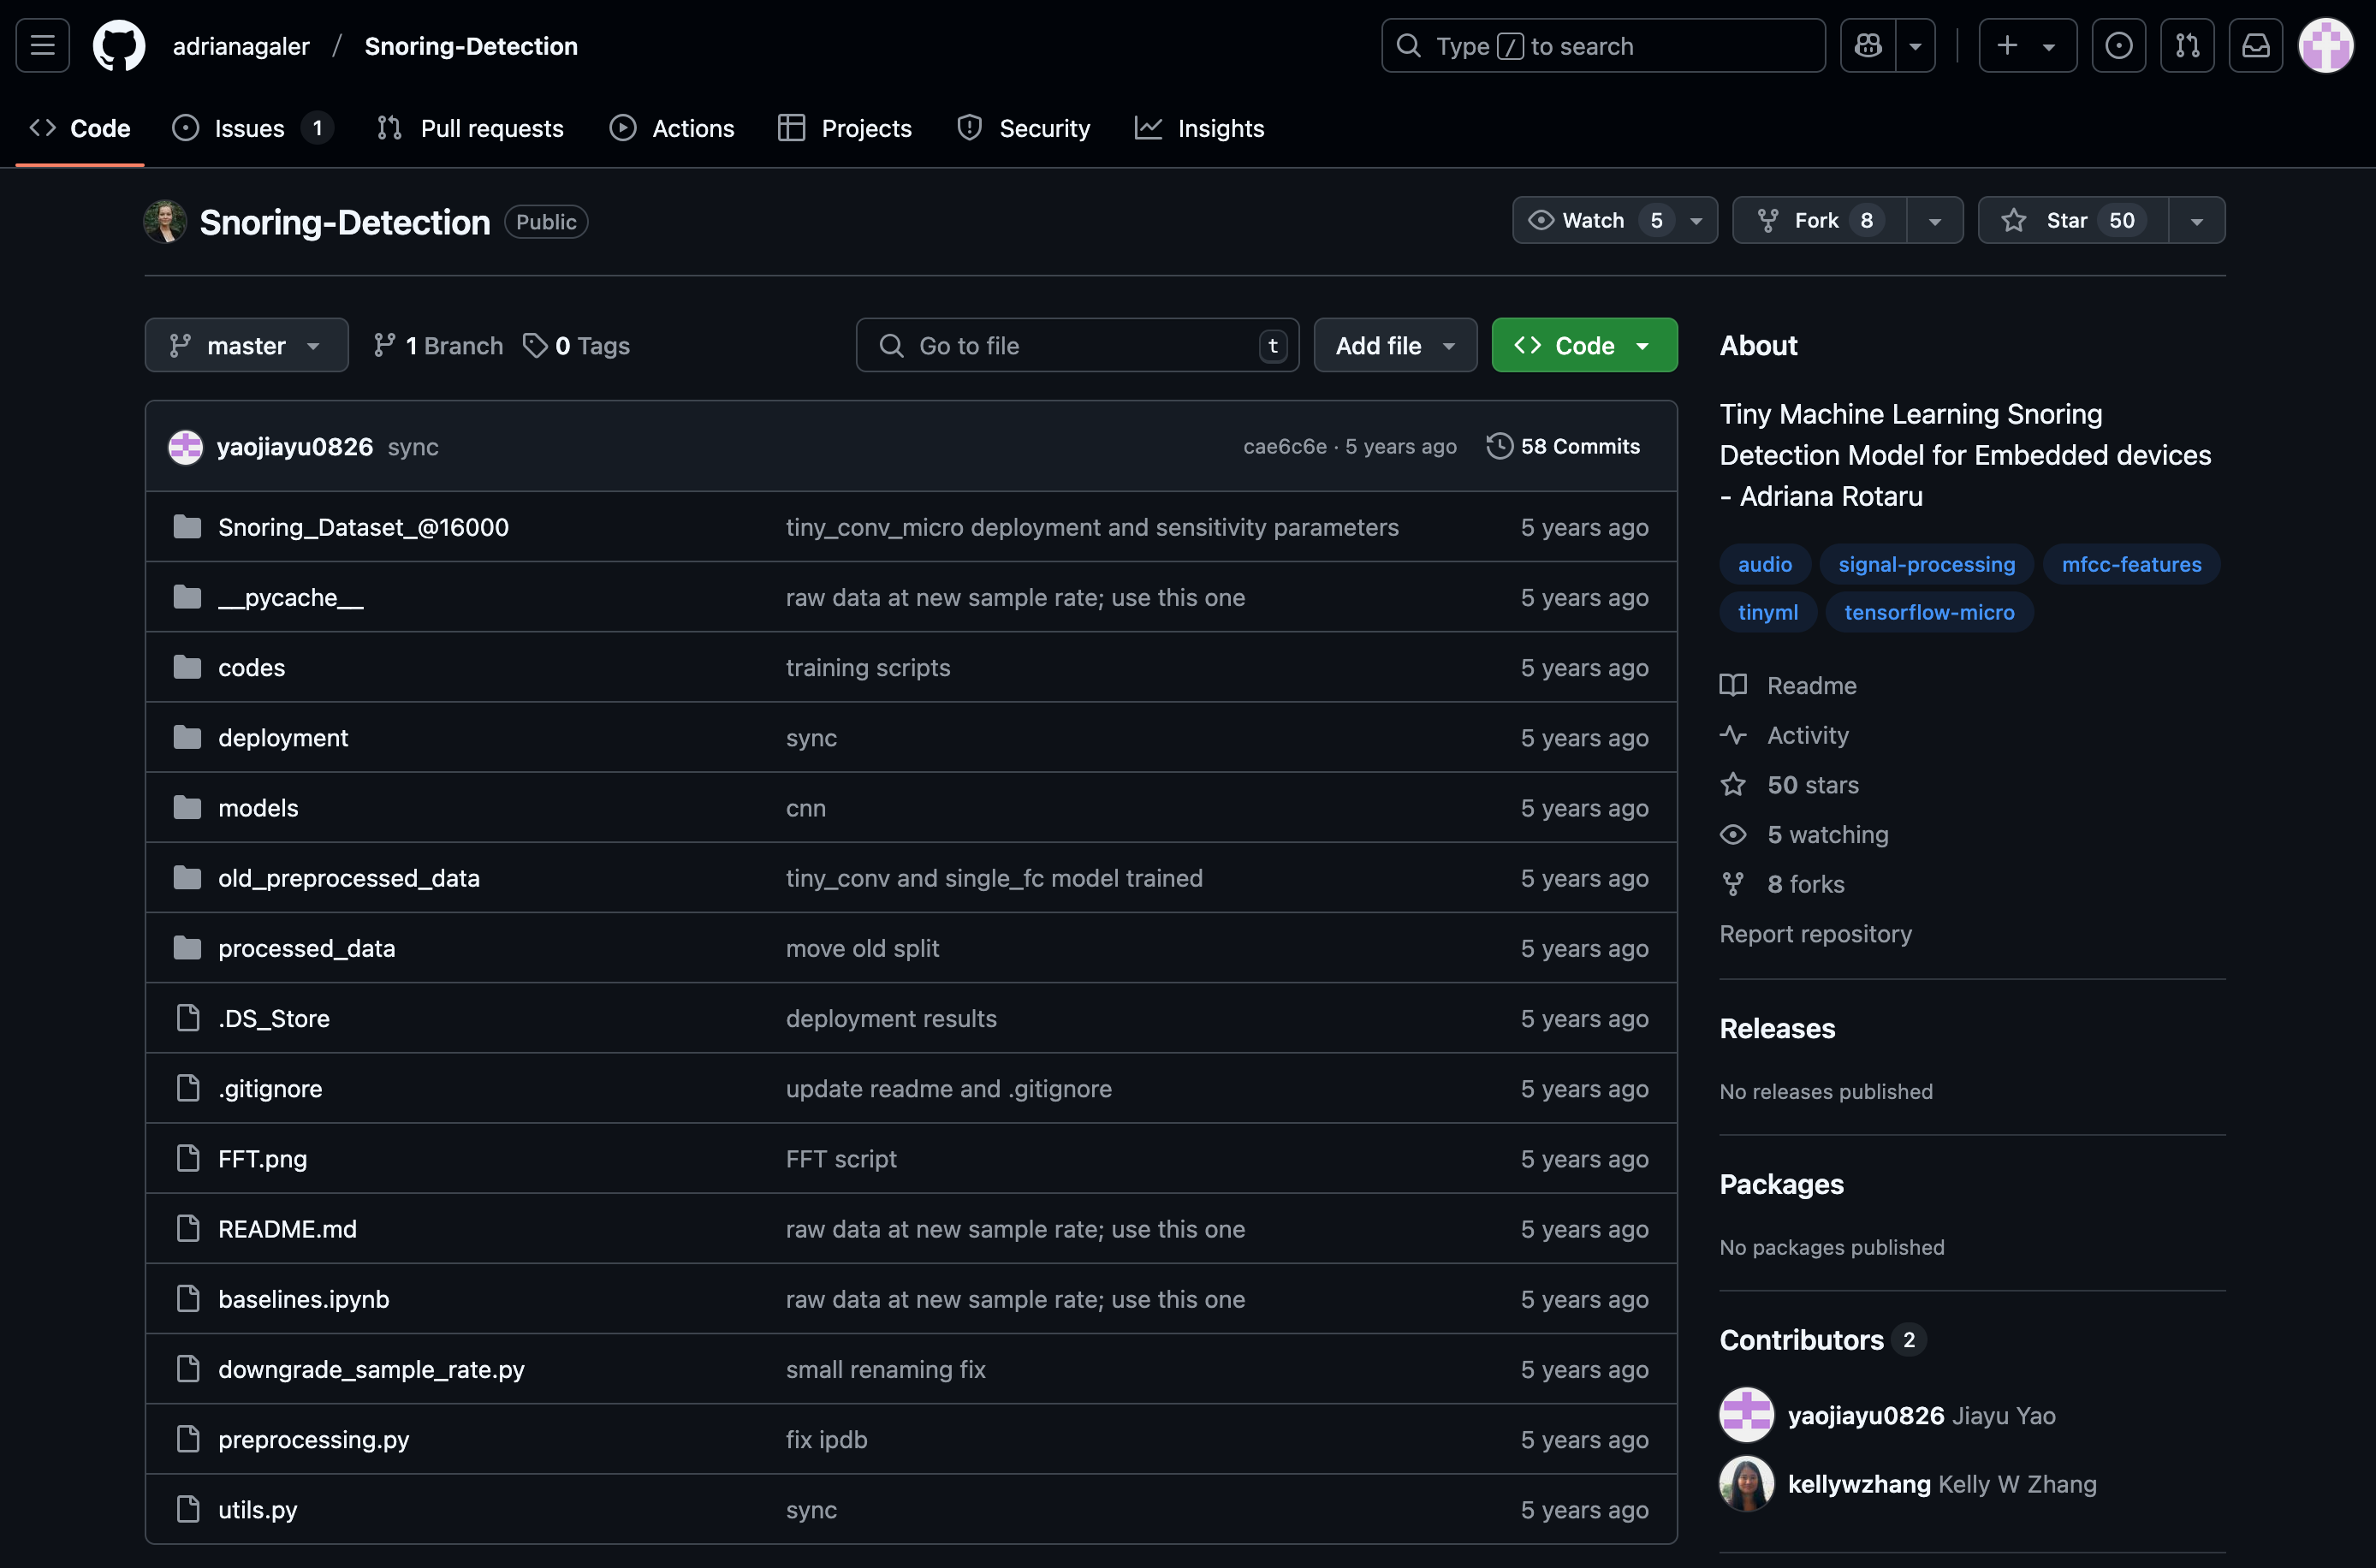 adrianagaler / Snoring-Detection
Type / to search
Code
Issues 1
Pull requests
Actions
Projects
Security
Insights
Snoring-Detection Public
Watch 5
Fork 8
Star 50
master
1 Branch
0 Tags
Go to file t
Add file
Code
yaojiayu0826 sync
cae6c6e · 5 years ago
58 Commits
Snoring_Dataset_@16000 tiny_conv_micro deployment and sensitivity parameters 5 years ago
__pycache__ raw data at new sample rate; use this one 5 years ago
codes training scripts 5 years ago
deployment sync 5 years ago
models cnn 5 years ago
old_preprocessed_data tiny_conv and single_fc model trained 5 years ago
processed_data move old split 5 years ago
.DS_Store deployment results 5 years ago
.gitignore update readme and .gitignore 5 years ago
FFT.png FFT script 5 years ago
README.md raw data at new sample rate; use this one 5 years ago
baselines.ipynb raw data at new sample rate; use this one 5 years ago
downgrade_sample_rate.py small renaming fix 5 years ago
preprocessing.py fix ipdb 5 years ago
utils.py sync 5 years ago
About
Tiny Machine Learning Snoring
Detection Model for Embedded devices
- Adriana Rotaru
audio signal-processing mfcc-features
tinyml tensorflow-micro
Readme
Activity
50 stars
5 watching
8 forks
Report repository
Releases
No releases published
Packages
No packages published
Contributors 2
yaojiayu0826 Jiayu Yao
kellywzhang Kelly W Zhang